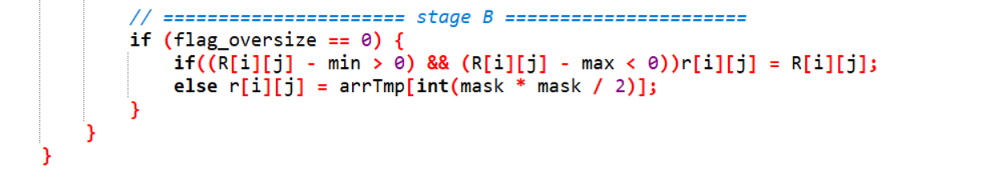 // ====================== stage B ======================
if (flag_oversize == 0) {
if((R[i][j] - min > 0) && (R[i][j] - max < 0))r[i][j] = R[i][j];
else r[i][j] = arrTmp[int(mask * mask / 2)];
}
}
}